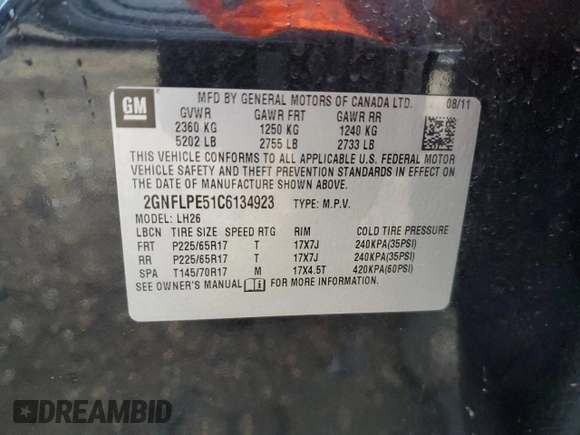 GM
MFD BY GENERAL MOTORS OF CANADA LTD. 08/11
GVWR GAWR FRT GAWR RR
2360 KG 1250 KG 1240 KG
5202 LB 2755 LB 2733 LB
THIS VEHICLE CONFORMS TO ALL APPLICABLE U.S. FEDERAL MOTOR
VEHICLE SAFETY AND THEFT PREVENTION STANDARDS IN EFFECT ON THE
DATE OF MANUFACTURE SHOWN ABOVE.
2GNFLPE51C6134923 TYPE: M.P.V.
MODEL: LH26
LBCN TIRE SIZE SPEED RTG RIM COLD TIRE PRESSURE
FRT P225/65R17 T 17X7J 240KPA(35PSI)
RR P225/65R17 T 17X7J 240KPA(35PSI)
SPA T145/70R17 M 17X4.5T 420KPA(60PSI)
SEE OWNER'S MANUAL FOR MORE INFORMATION.
DREAMBID